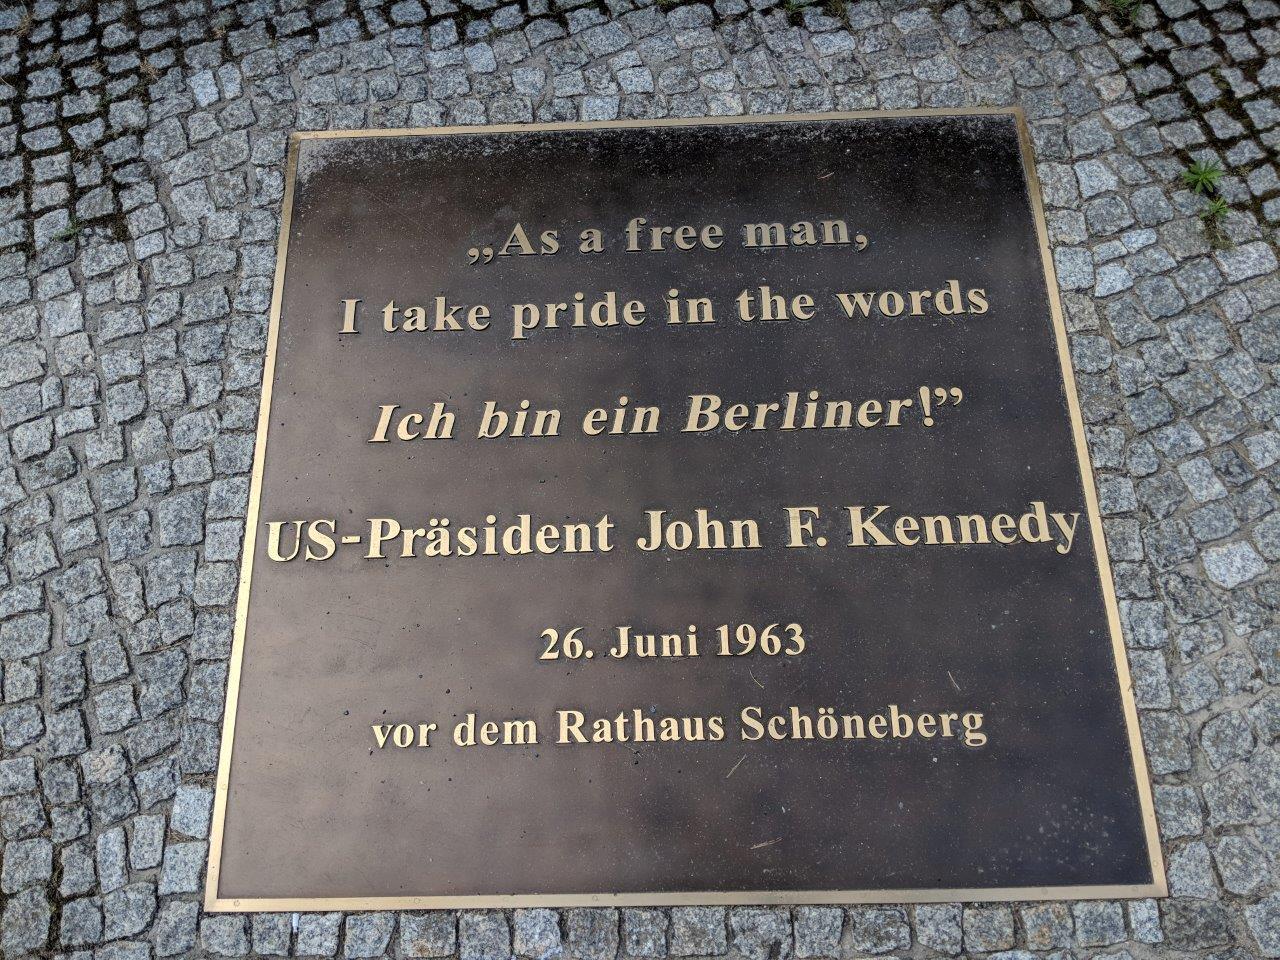 „As a free man,
I take pride in the words
Ich bin ein Berliner!”
US-Präsident John F. Kennedy
26. Juni 1963
vor dem Rathaus Schöneberg